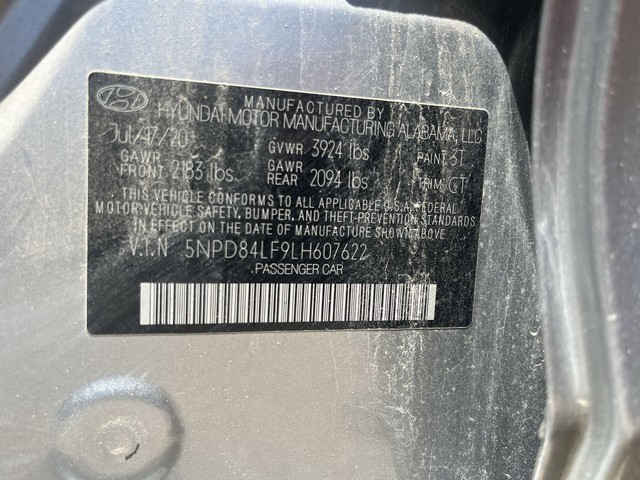 MANUFACTURED BY
HYUNDAI MOTOR MANUFACTURING ALABAMA, LLC
Jul/17/20 GVWR 3924 lbs PAINT 3T
GAWR FRONT 2183 lbs GAWR REAR 2094 lbs TRIM CT
THIS VEHICLE CONFORMS TO ALL APPLICABLE U.S.A. FEDERAL
MOTOR VEHICLE SAFETY, BUMPER, AND THEFT PREVENTION STANDARDS
IN EFFECT ON THE DATE OF MANUFACTURE SHOWN ABOVE
V.I.N 5NPD84LF9LH607622
PASSENGER CAR